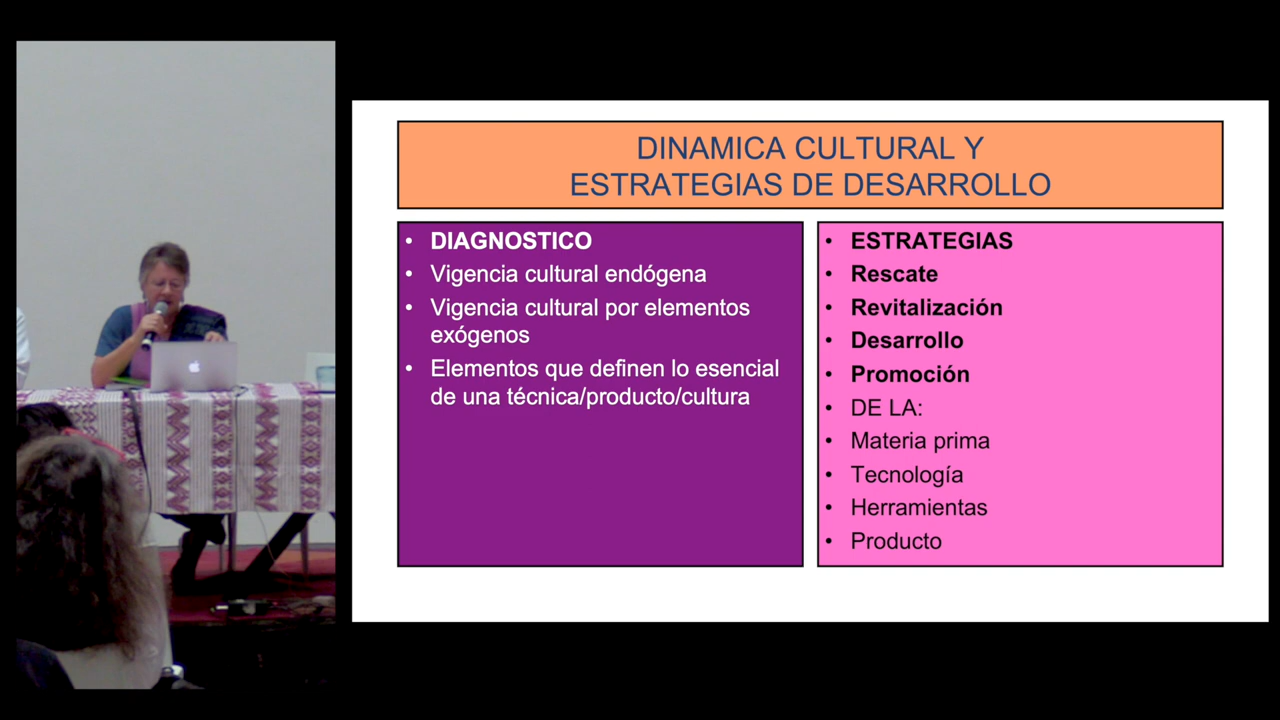 DINAMICA CULTURAL Y
ESTRATEGIAS DE DESARROLLO
• DIAGNOSTICO
• Vigencia cultural endógena
• Vigencia cultural por elementos
exógenos
• Elementos que definen lo esencial
de una técnica/producto/cultura
• ESTRATEGIAS
• Rescate
• Revitalización
• Desarrollo
• Promoción
• DE LA:
• Materia prima
• Tecnología
• Herramientas
• Producto